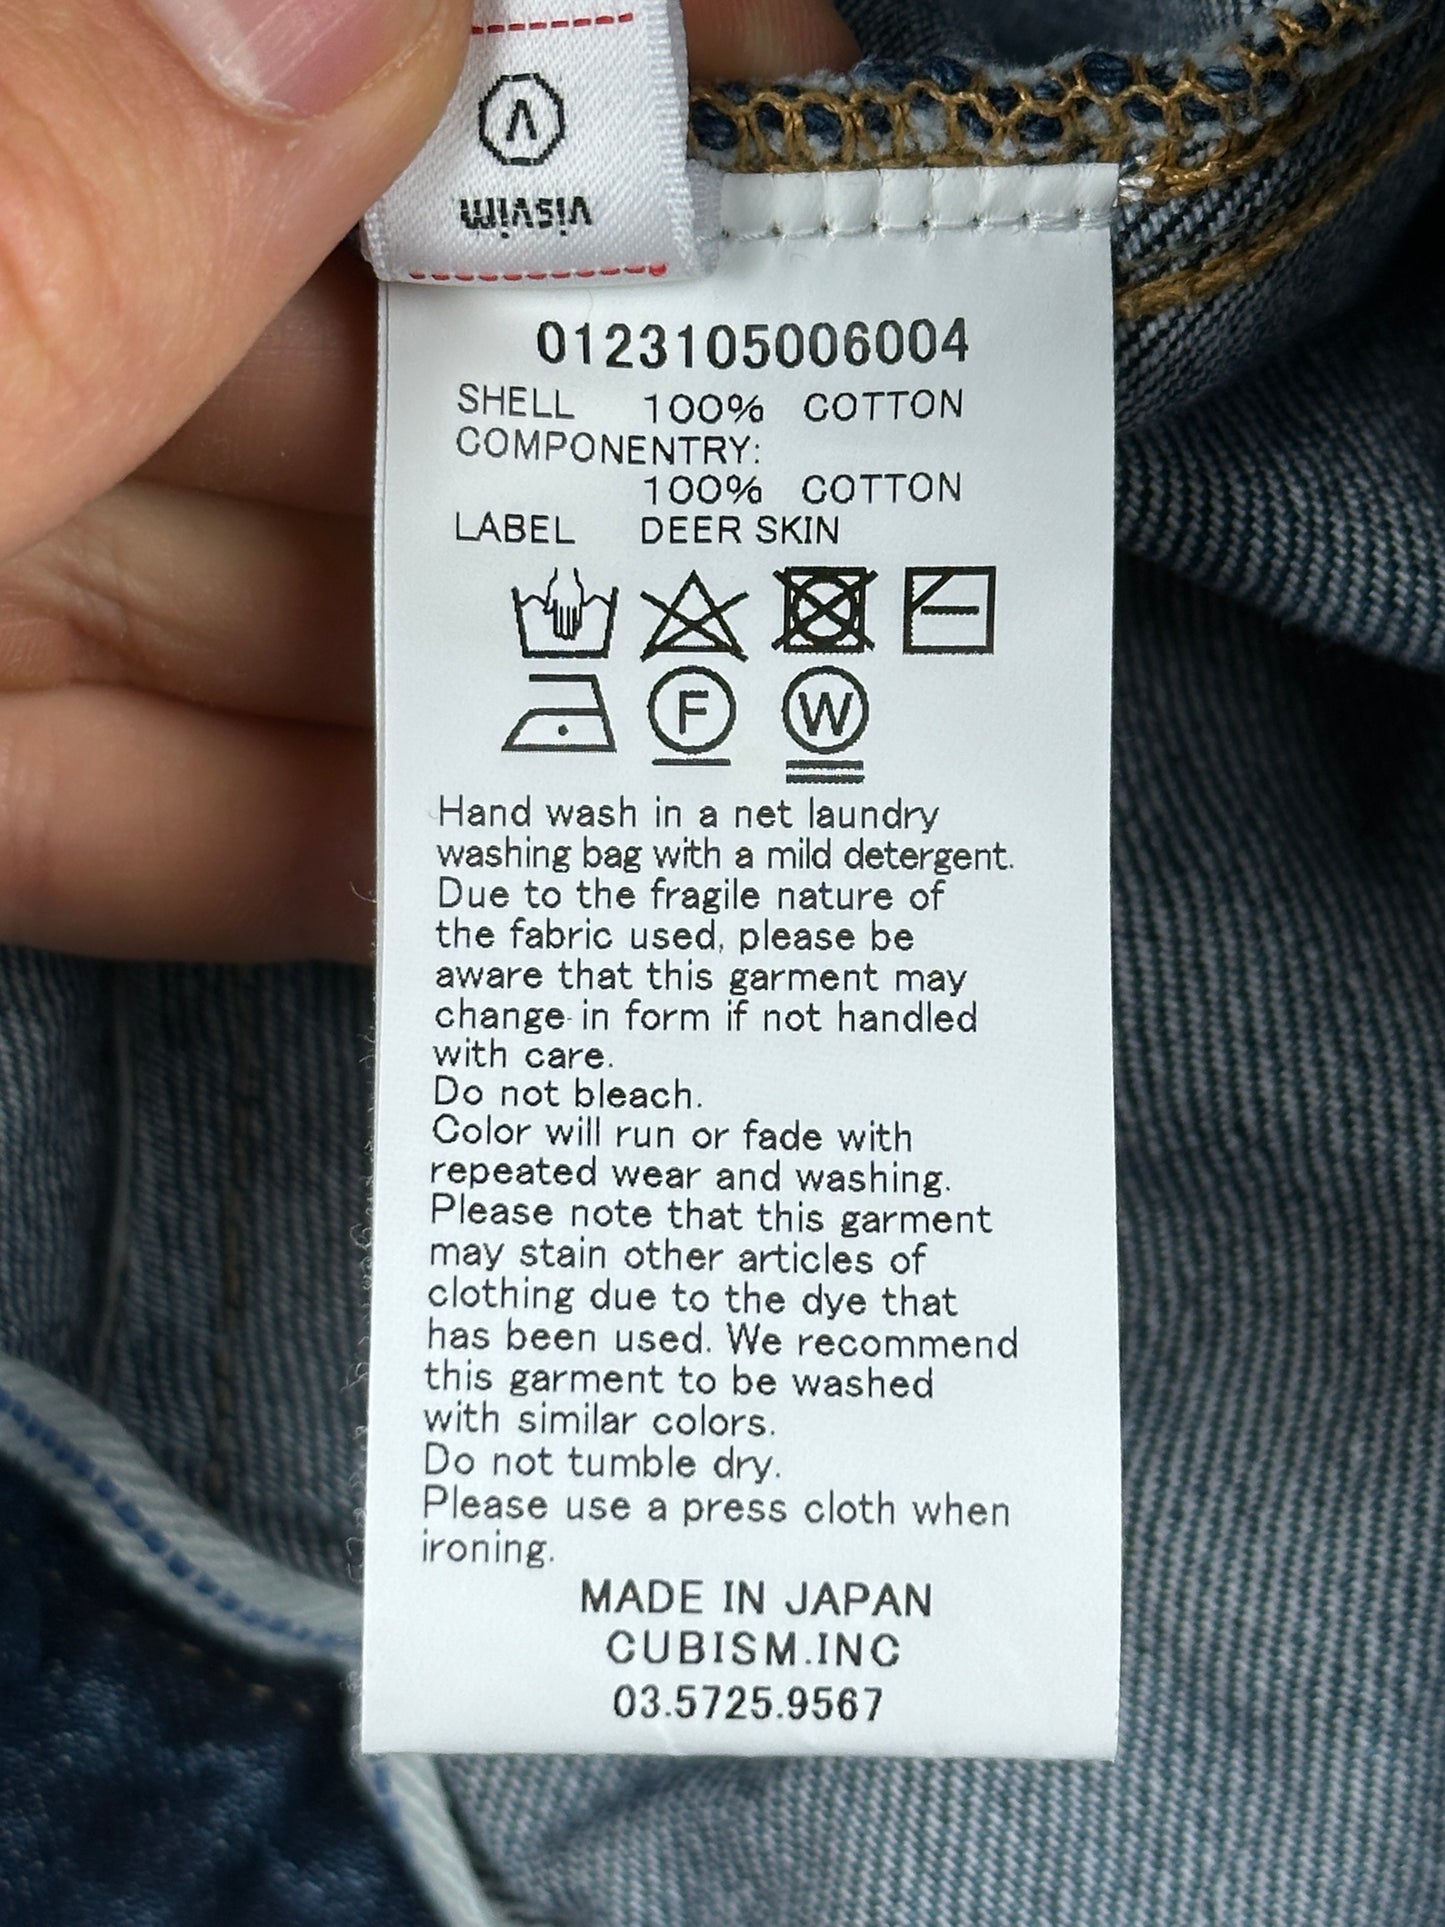 visvim
0123105006004
SHELL 100% COTTON
COMPONENTRY:
100% COTTON
LABEL DEER SKIN
F W
Hand wash in a net laundry
washing bag with a mild detergent.
Due to the fragile nature of
the fabric used, please be
aware that this garment may
change in form if not handled
with care.
Do not bleach.
Color will run or fade with
repeated wear and washing.
Please note that this garment
may stain other articles of
clothing due to the dye that
has been used. We recommend
this garment to be washed
with similar colors.
Do not tumble dry.
Please use a press cloth when
ironing.
MADE IN JAPAN
CUBISM.INC
03.5725.9567